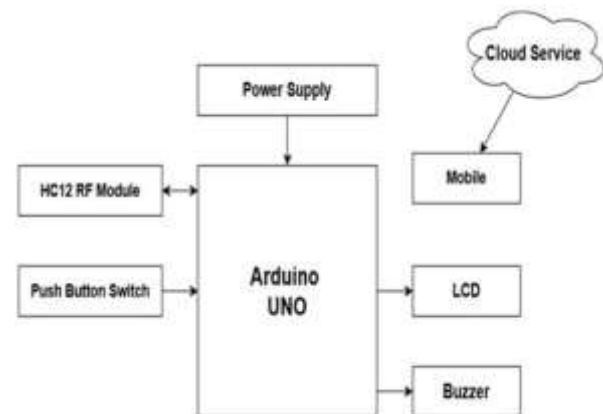 Cloud Service
Power Supply
HC12 RF Module
Mobile
Push Button Switch
Arduino
UNO
LCD
Buzzer